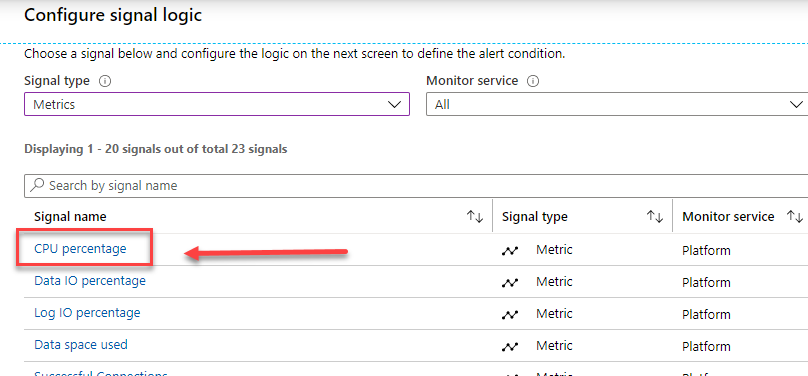 Configure signal logic
Choose a signal below and configure the logic on the next screen to define the alert condition.
Signal type Monitor service
Metrics All
Displaying 1 - 20 signals out of total 23 signals
Search by signal name
Signal name Signal type Monitor service
CPU percentage Metric Platform
Data IO percentage Metric Platform
Log IO percentage Metric Platform
Data space used Metric Platform
Successful Connections Metric Platform